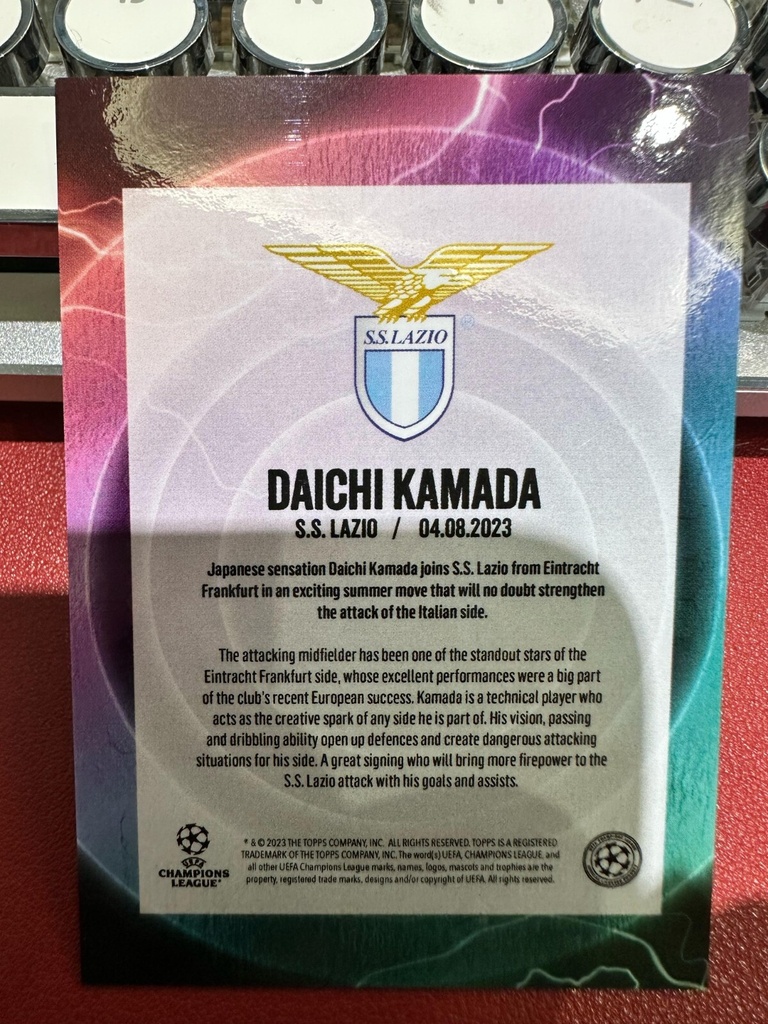 S.S. LAZIO
DAICHI KAMADA
S.S. LAZIO / 04.08.2023
Japanese sensation Daichi Kamada joins S.S. Lazio from Eintracht
Frankfurt in an exciting summer move that will no doubt strengthen
the attack of the Italian side.
The attacking midfielder has been one of the standout stars of the
Eintracht Frankfurt side, whose excellent performances were a big part
of the club's recent European success. Kamada is a technical player who
acts as the creative spark of any side he is part of. His vision, passing
and dribbling ability open up defences and create dangerous attacking
situations for his side. A great signing who will bring more firepower to the
S.S. Lazio attack with his goals and assists.
UEFA
CHAMPIONS
LEAGUE®
* & © 2023 THE TOPPS COMPANY, INC. ALL RIGHTS RESERVED. TOPPS IS A REGISTERED
TRADEMARK OF THE TOPPS COMPANY, INC. The word(s) UEFA, CHAMPIONS LEAGUE, and
all other UEFA Champions League marks, names, logos, mascots and trophies are the
property, registered trade marks, designs and/or copyright of UEFA. All rights reserved.